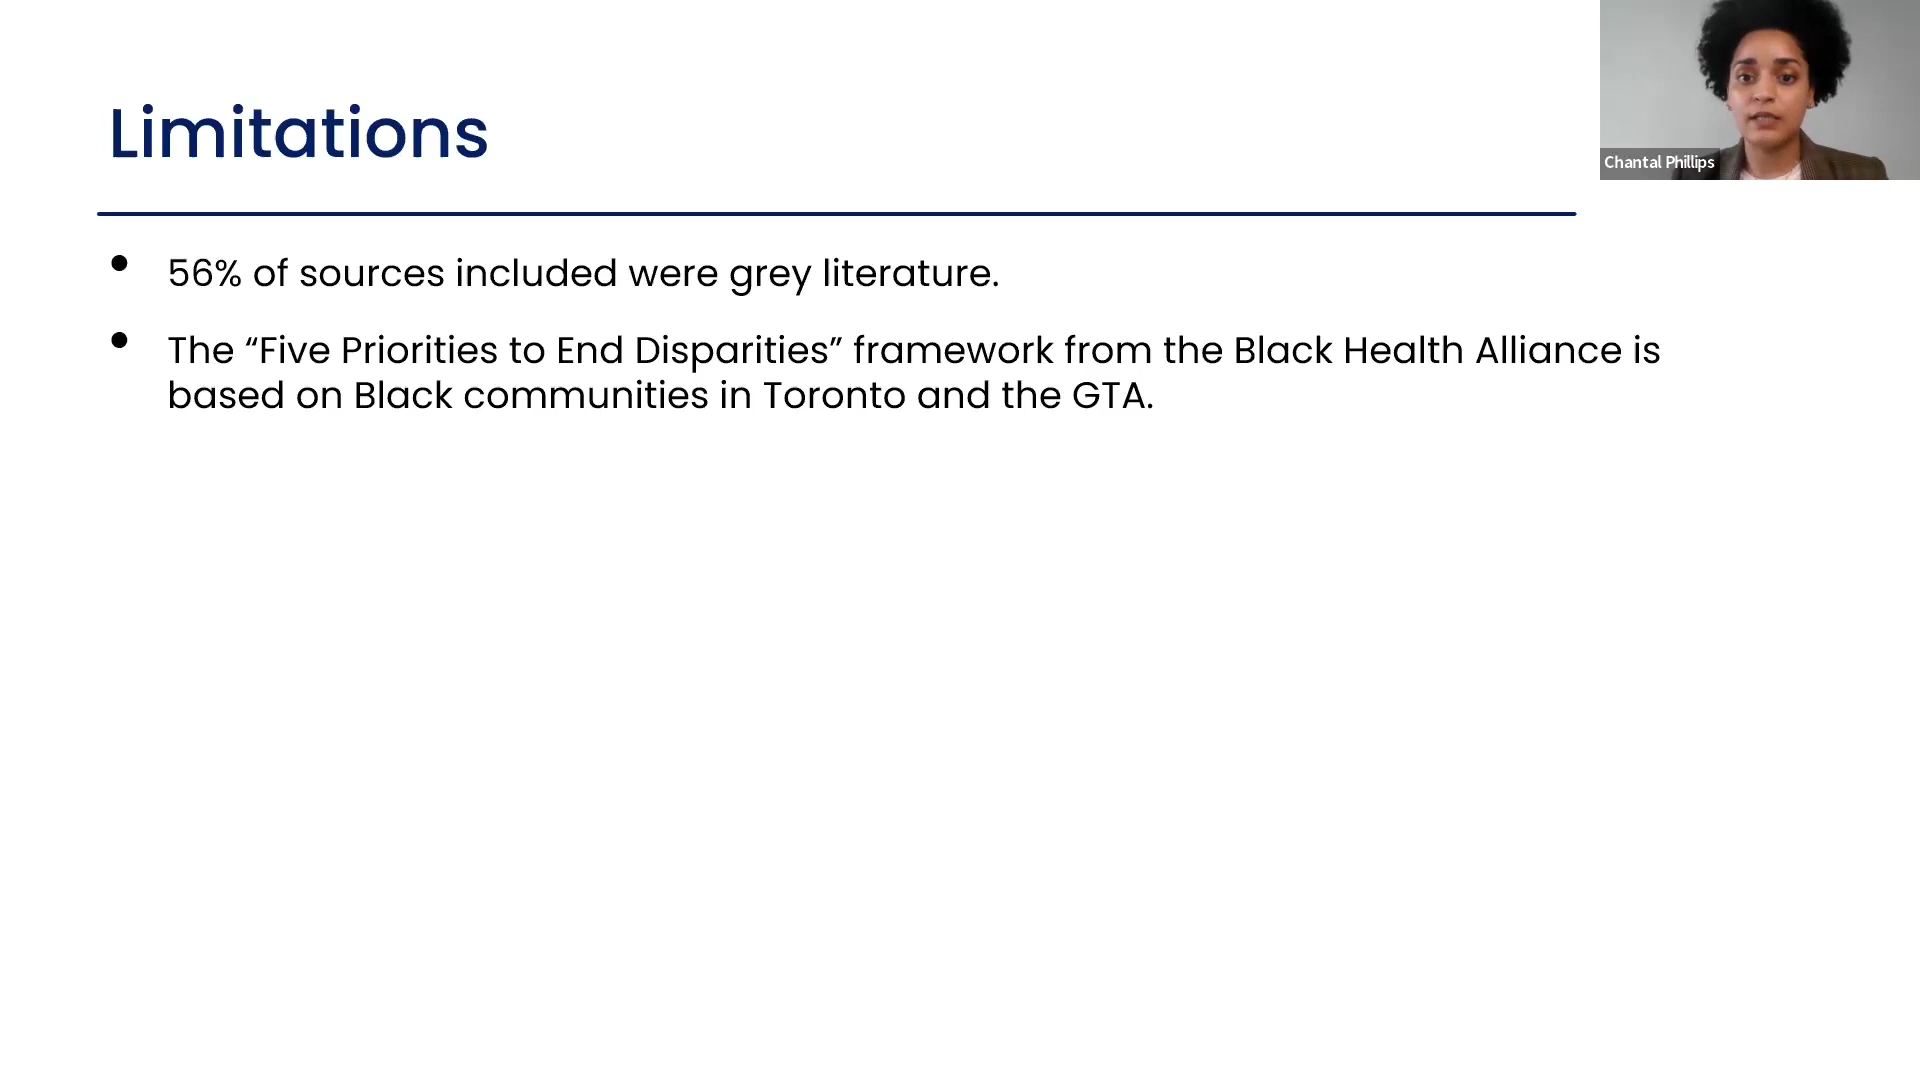 Limitations
Chantal Phillips
• 56% of sources included were grey literature.
• The “Five Priorities to End Disparities” framework from the Black Health Alliance is
based on Black communities in Toronto and the GTA.